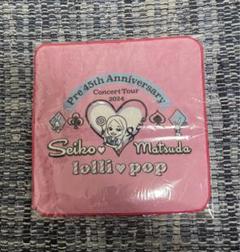 Pre 45th Anniversary
Concert Tour
2024
Seiko Matsuda
lolli♥pop